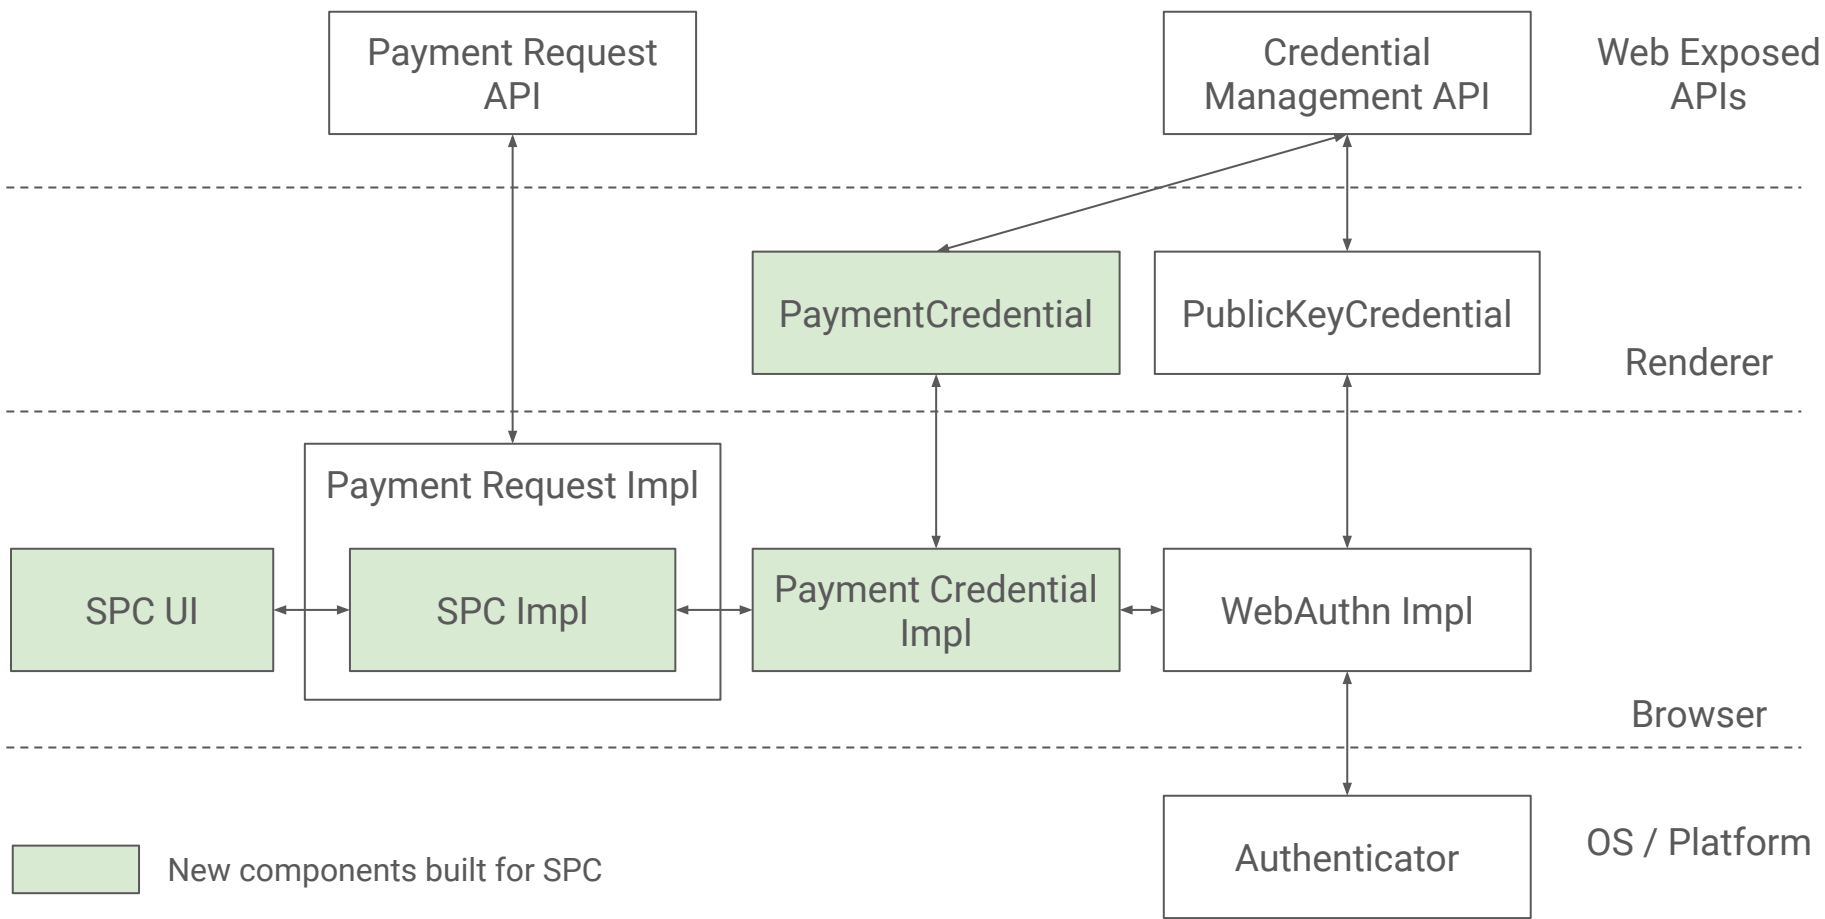 Payment Request
API
Credential
Management API
Web Exposed
APIs
PaymentCredential
PublicKeyCredential
Renderer
Payment Request Impl
SPC UI
SPC Impl
Payment Credential
Impl
WebAuthn Impl
Browser
Authenticator
OS / Platform
New components built for SPC